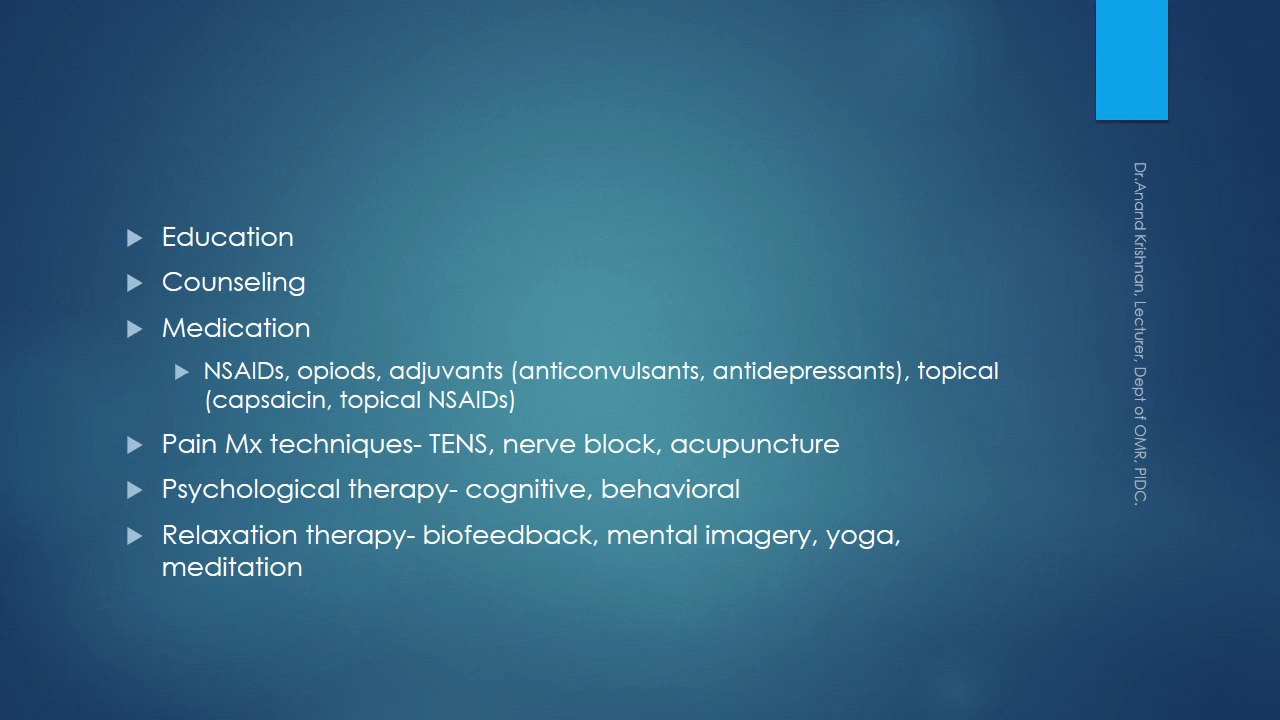 Education
Counseling
Medication
NSAIDs, opiods, adjuvants (anticonvulsants, antidepressants), topical
(capsaicin, topical NSAIDs)
Pain Mx techniques- TENS, nerve block, acupuncture
Psychological therapy- cognitive, behavioral
Relaxation therapy- biofeedback, mental imagery, yoga,
meditation
Dr.Anand Krishnan, Lecturer, Dept of OMR, PIDC.